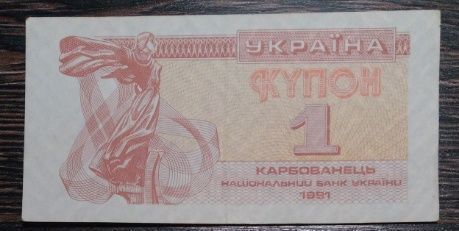 УКРАЇНА
КУПОН
1
КАРБОВАНЕЦЬ
НАЦІОНАЛЬНИЙ БАНК УКРАЇНИ
1991